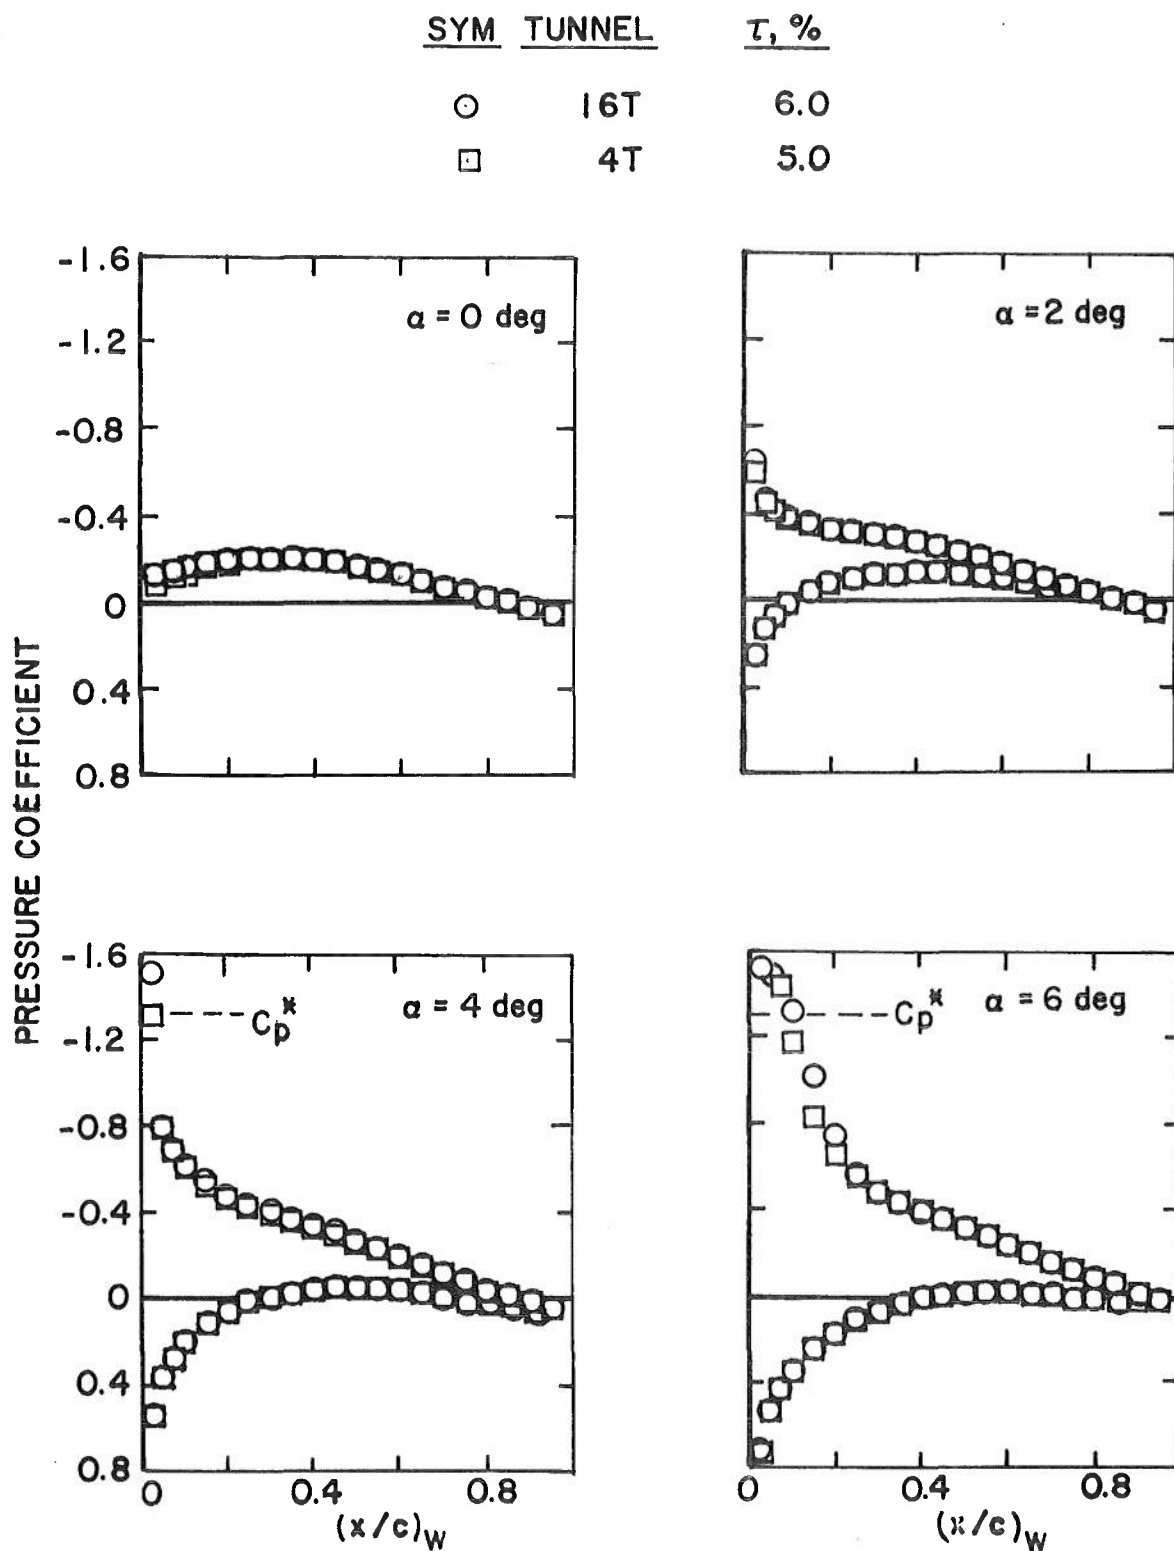 SYM TUNNEL τ, %
16T 6.0
4T 5.0
PRESSURE COEFFICIENT
-1.6
-1.2
-0.8
-0.4
0
0.4
0.8
α = 0 deg
α = 2 deg
-1.6
-1.2
-0.8
-0.4
0
0.4
0.8
Cp*
α = 4 deg
Cp*
α = 6 deg
0 0.4 0.8
(x/c)W
0 0.4 0.8
(x/c)W